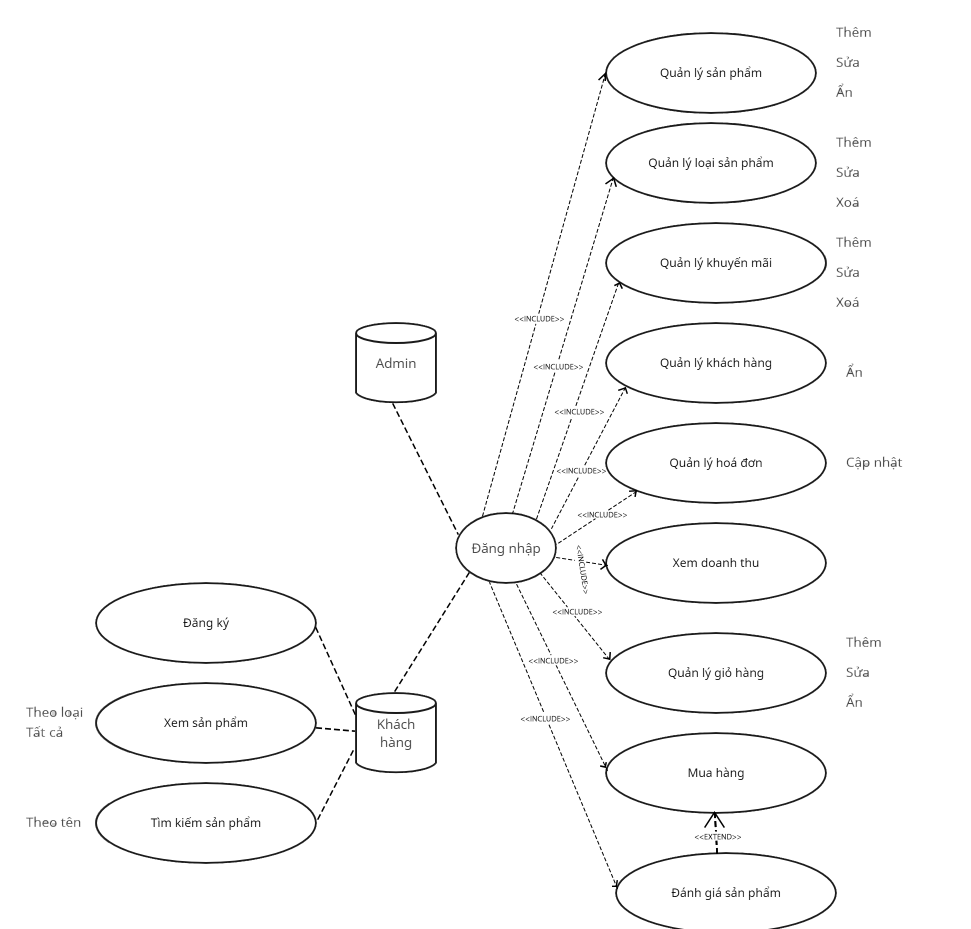 Thêm
Quản lý sản phẩm
Sửa
Ẩn
Thêm
Quản lý loại sản phẩm
Sửa
Xoá
Thêm
Quản lý khuyến mãi
Sửa
Xoá
<<INCLUDE>>
<<INCLUDE>>
Admin
Quản lý khách hàng
Ẩn
<<INCLUDE>>
<<INCLUDE>>
Quản lý hoá đơn
Cập nhật
<<INCLUDE>>
Đăng nhập
Xem doanh thu
<<INCLUDE>>
<<INCLUDE>>
Đăng ký
Thêm
Quản lý giỏ hàng
Sửa
Ẩn
<<INCLUDE>>
Theo loại
Tất cả
Xem sản phẩm
Khách
hàng
<<INCLUDE>>
Mua hàng
Theo tên
Tìm kiếm sản phẩm
<<EXTEND>>
Đánh giá sản phẩm